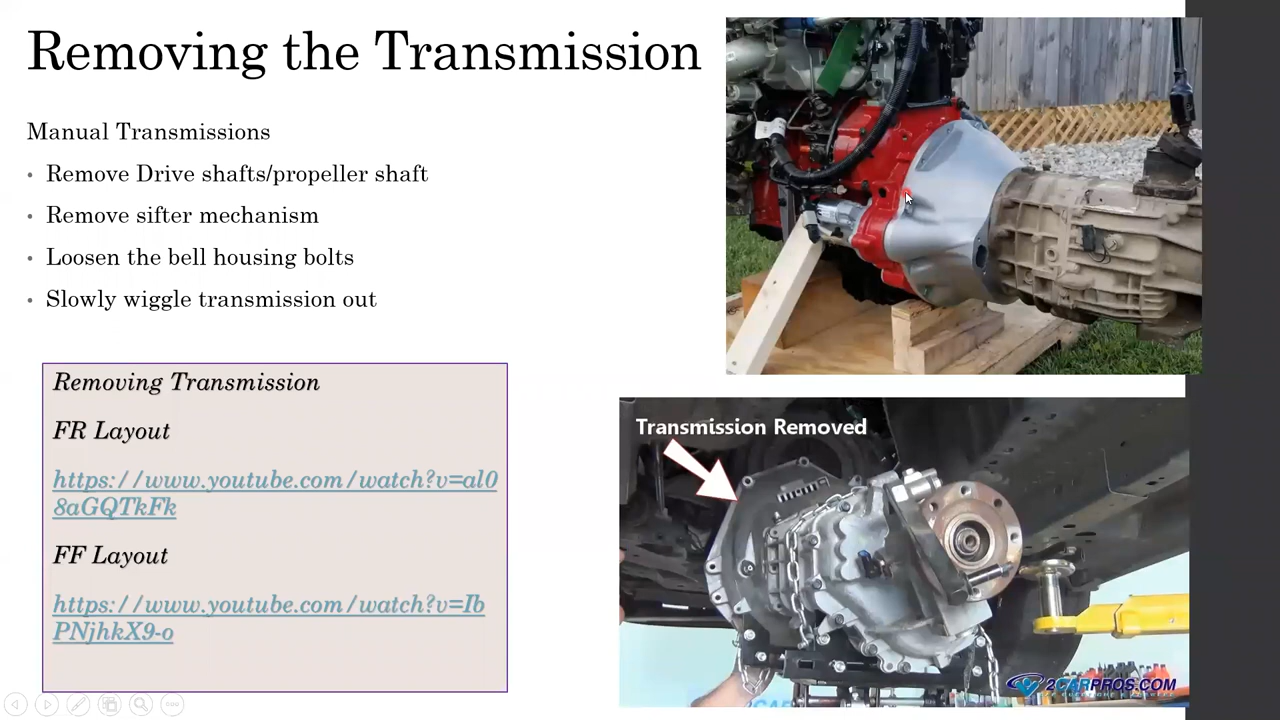 Removing the Transmission
Manual Transmissions
• Remove Drive shafts/propeller shaft
• Remove sifter mechanism
• Loosen the bell housing bolts
• Slowly wiggle transmission out
Removing Transmission
FR Layout
https://www.youtube.com/watch?v=al0
8aGQTkFk
FF Layout
https://www.youtube.com/watch?v=Ib
PNjhkX9-o
Transmission Removed
2CARPROS.COM